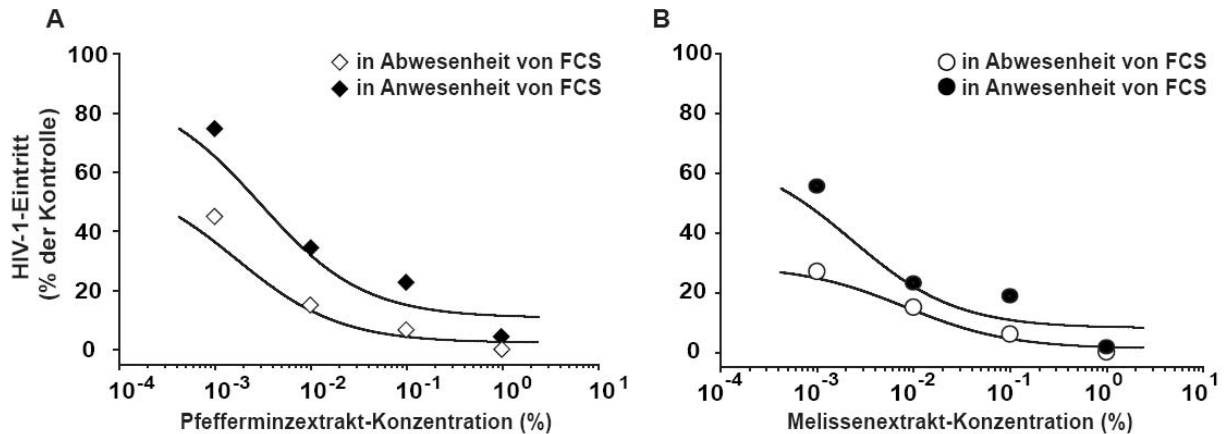 A
HIV-1-Eintritt
(% der Kontrolle)
100
80
60
40
20
0
in Abwesenheit von FCS
in Anwesenheit von FCS
10-4 10-3 10-2 10-1 100 101
Pfefferminzextrakt-Konzentration (%)
B
100
80
60
40
20
0
in Abwesenheit von FCS
in Anwesenheit von FCS
10-4 10-3 10-2 10-1 100 101
Melissenextrakt-Konzentration (%)